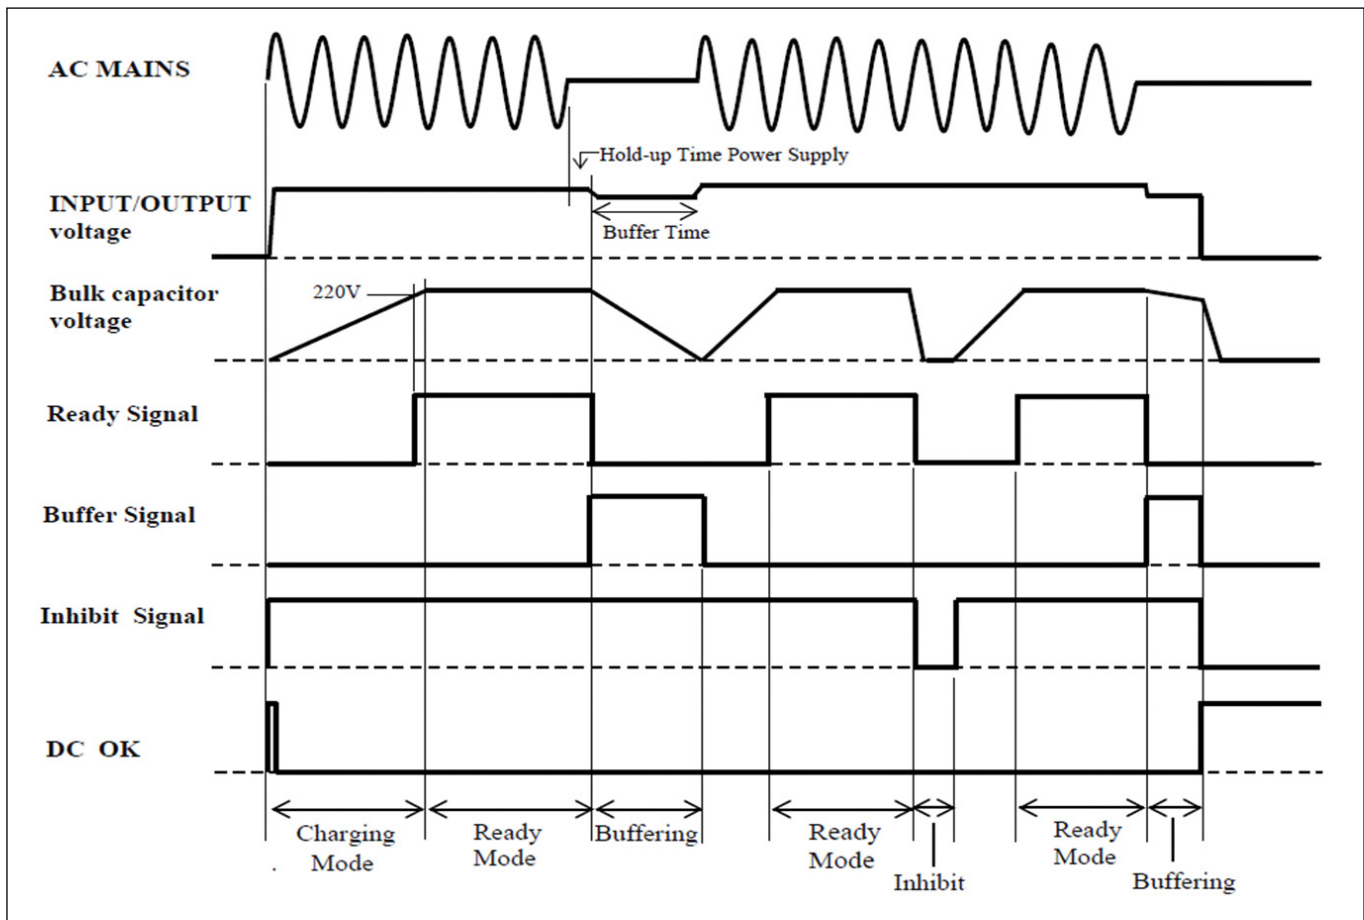 AC MAINS
Hold-up Time Power Supply
INPUT/OUTPUT
voltage
Buffer Time
Bulk capacitor
voltage
220V
Ready Signal
Buffer Signal
Inhibit Signal
DC OK
Charging
Mode
Ready
Mode
Buffering
Ready
Mode
Inhibit
Ready
Mode
Buffering